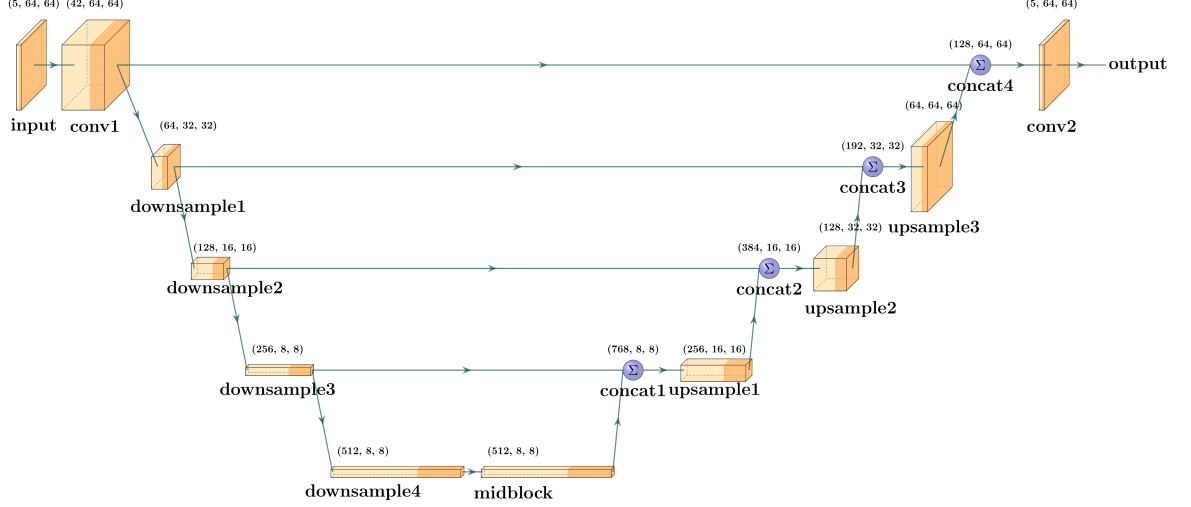 (5, 64, 64) (42, 64, 64) (5, 64, 64)
(128, 64, 64)
Σ output
concat4
(64, 64, 64)
input conv1 conv2
(64, 32, 32)
(192, 32, 32)
Σ
concat3
downsample1
upsample3
(128, 32, 32)
(128, 16, 16) (384, 16, 16)
Σ
downsample2 concat2
upsample2
(256, 8, 8) (768, 8, 8) (256, 16, 16)
Σ
downsample3 concat1 upsample1
(512, 8, 8) (512, 8, 8)
downsample4 midblock